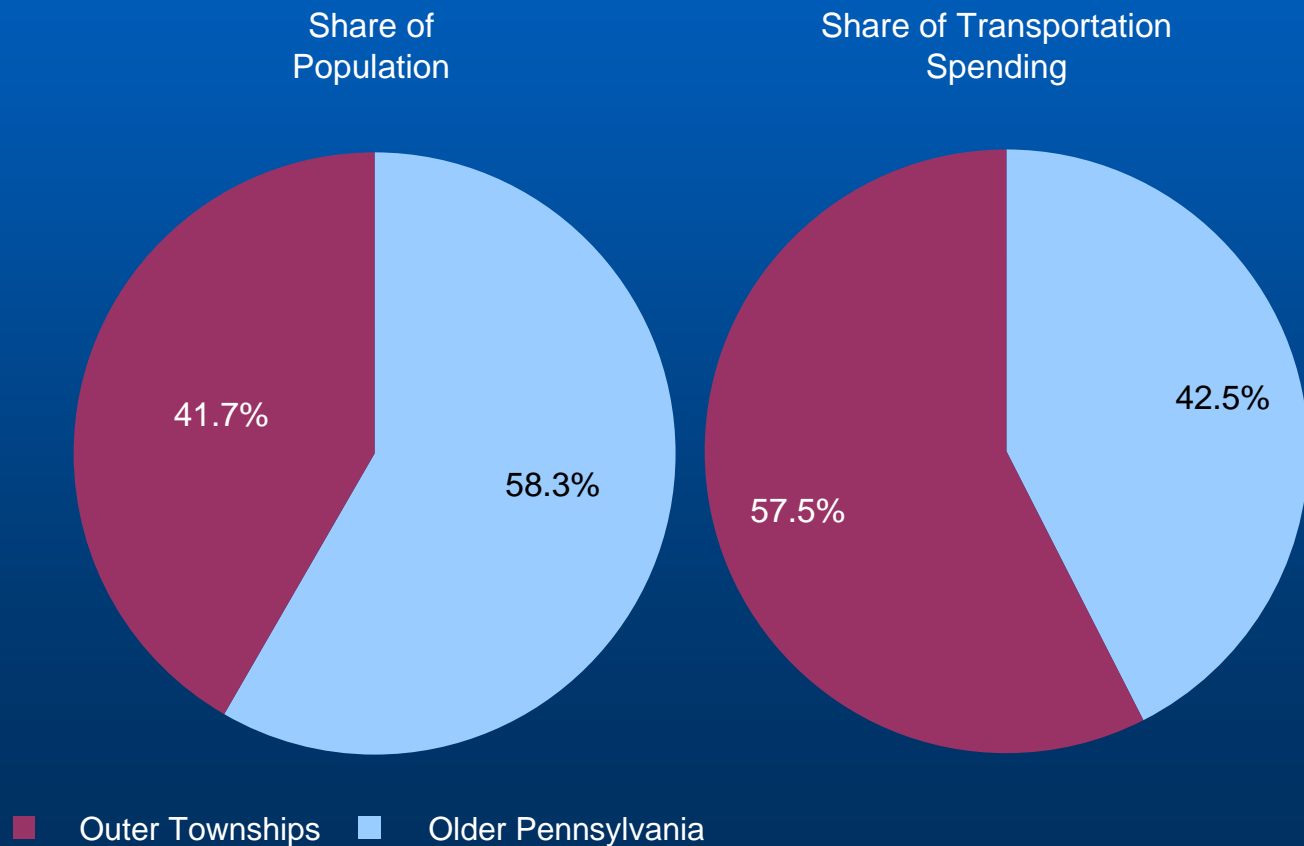 Share of
Population
Share of Transportation
Spending
41.7%
58.3%
42.5%
57.5%
Outer Townships
Older Pennsylvania